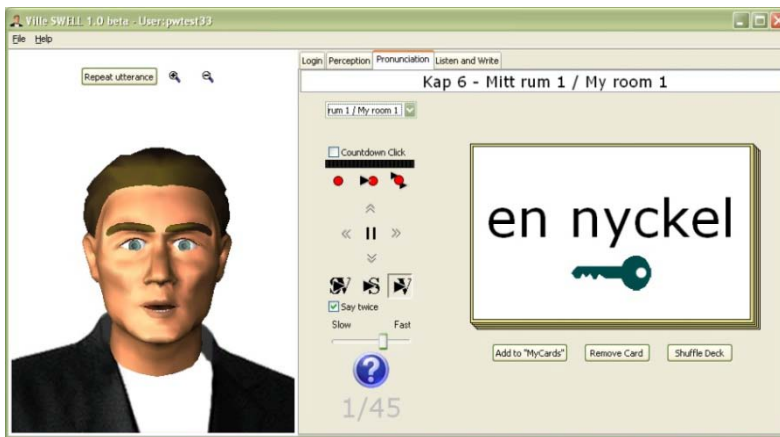 Ville SWELL 1.0 beta - User:pwtest33
File Help
Repeat utterance
Login Perception Pronunciation Listen and Write
Kap 6 - Mitt rum 1 / My room 1
rum 1 / My room 1
Countdown Click
en nyckel
S V
S
V
Say twice
Slow Fast
Add to "MyCards" Remove Card Shuffle Deck
?
1/45